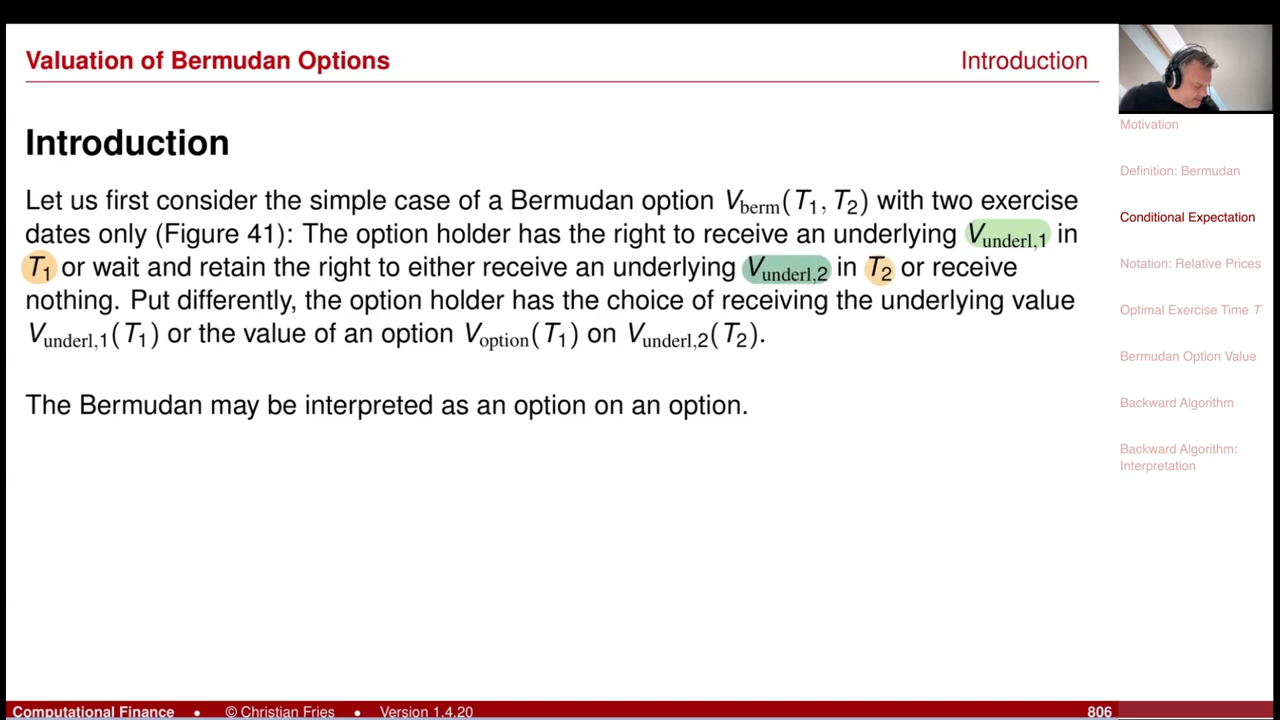 Valuation of Bermudan Options
Introduction
Introduction
Let us first consider the simple case of a Bermudan option V_berm(T_1, T_2) with two exercise
dates only (Figure 41): The option holder has the right to receive an underlying V_underl,1 in
T_1 or wait and retain the right to either receive an underlying V_underl,2 in T_2 or receive
nothing. Put differently, the option holder has the choice of receiving the underlying value
V_underl,1(T_1) or the value of an option V_option(T_1) on V_underl,2(T_2).
The Bermudan may be interpreted as an option on an option.
Motivation
Definition: Bermudan
Conditional Expectation
Notation: Relative Prices
Optimal Exercise Time T
Bermudan Option Value
Backward Algorithm
Backward Algorithm:
Interpretation
Computational Finance • © Christian Fries • Version 1.4.20
806